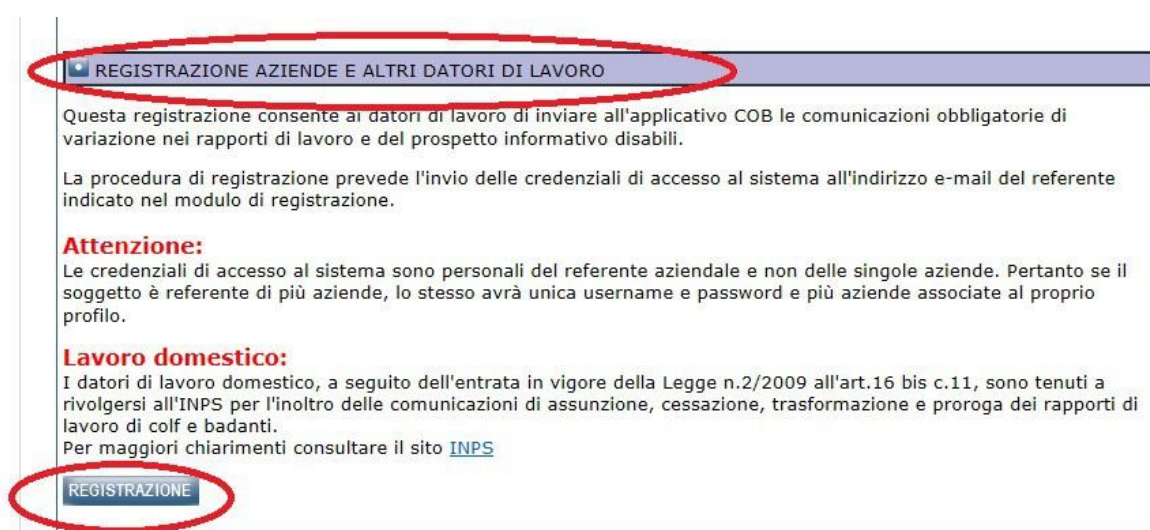 REGISTRAZIONE AZIENDE E ALTRI DATORI DI LAVORO
Questa registrazione consente ai datori di lavoro di inviare all'applicativo COB le comunicazioni obbligatorie di
variazione nei rapporti di lavoro e del prospetto informativo disabili.
La procedura di registrazione prevede l'invio delle credenziali di accesso al sistema all'indirizzo e-mail del referente
indicato nel modulo di registrazione.
Attenzione:
Le credenziali di accesso al sistema sono personali del referente aziendale e non delle singole aziende. Pertanto se il
soggetto è referente di più aziende, lo stesso avrà unica username e password e più aziende associate al proprio
profilo.
Lavoro domestico:
I datori di lavoro domestico, a seguito dell'entrata in vigore della Legge n.2/2009 all'art.16 bis c.11, sono tenuti a
rivolgersi all'INPS per l'inoltro delle comunicazioni di assunzione, cessazione, trasformazione e proroga dei rapporti di
lavoro di colf e badanti.
Per maggiori chiarimenti consultare il sito INPS
REGISTRAZIONE